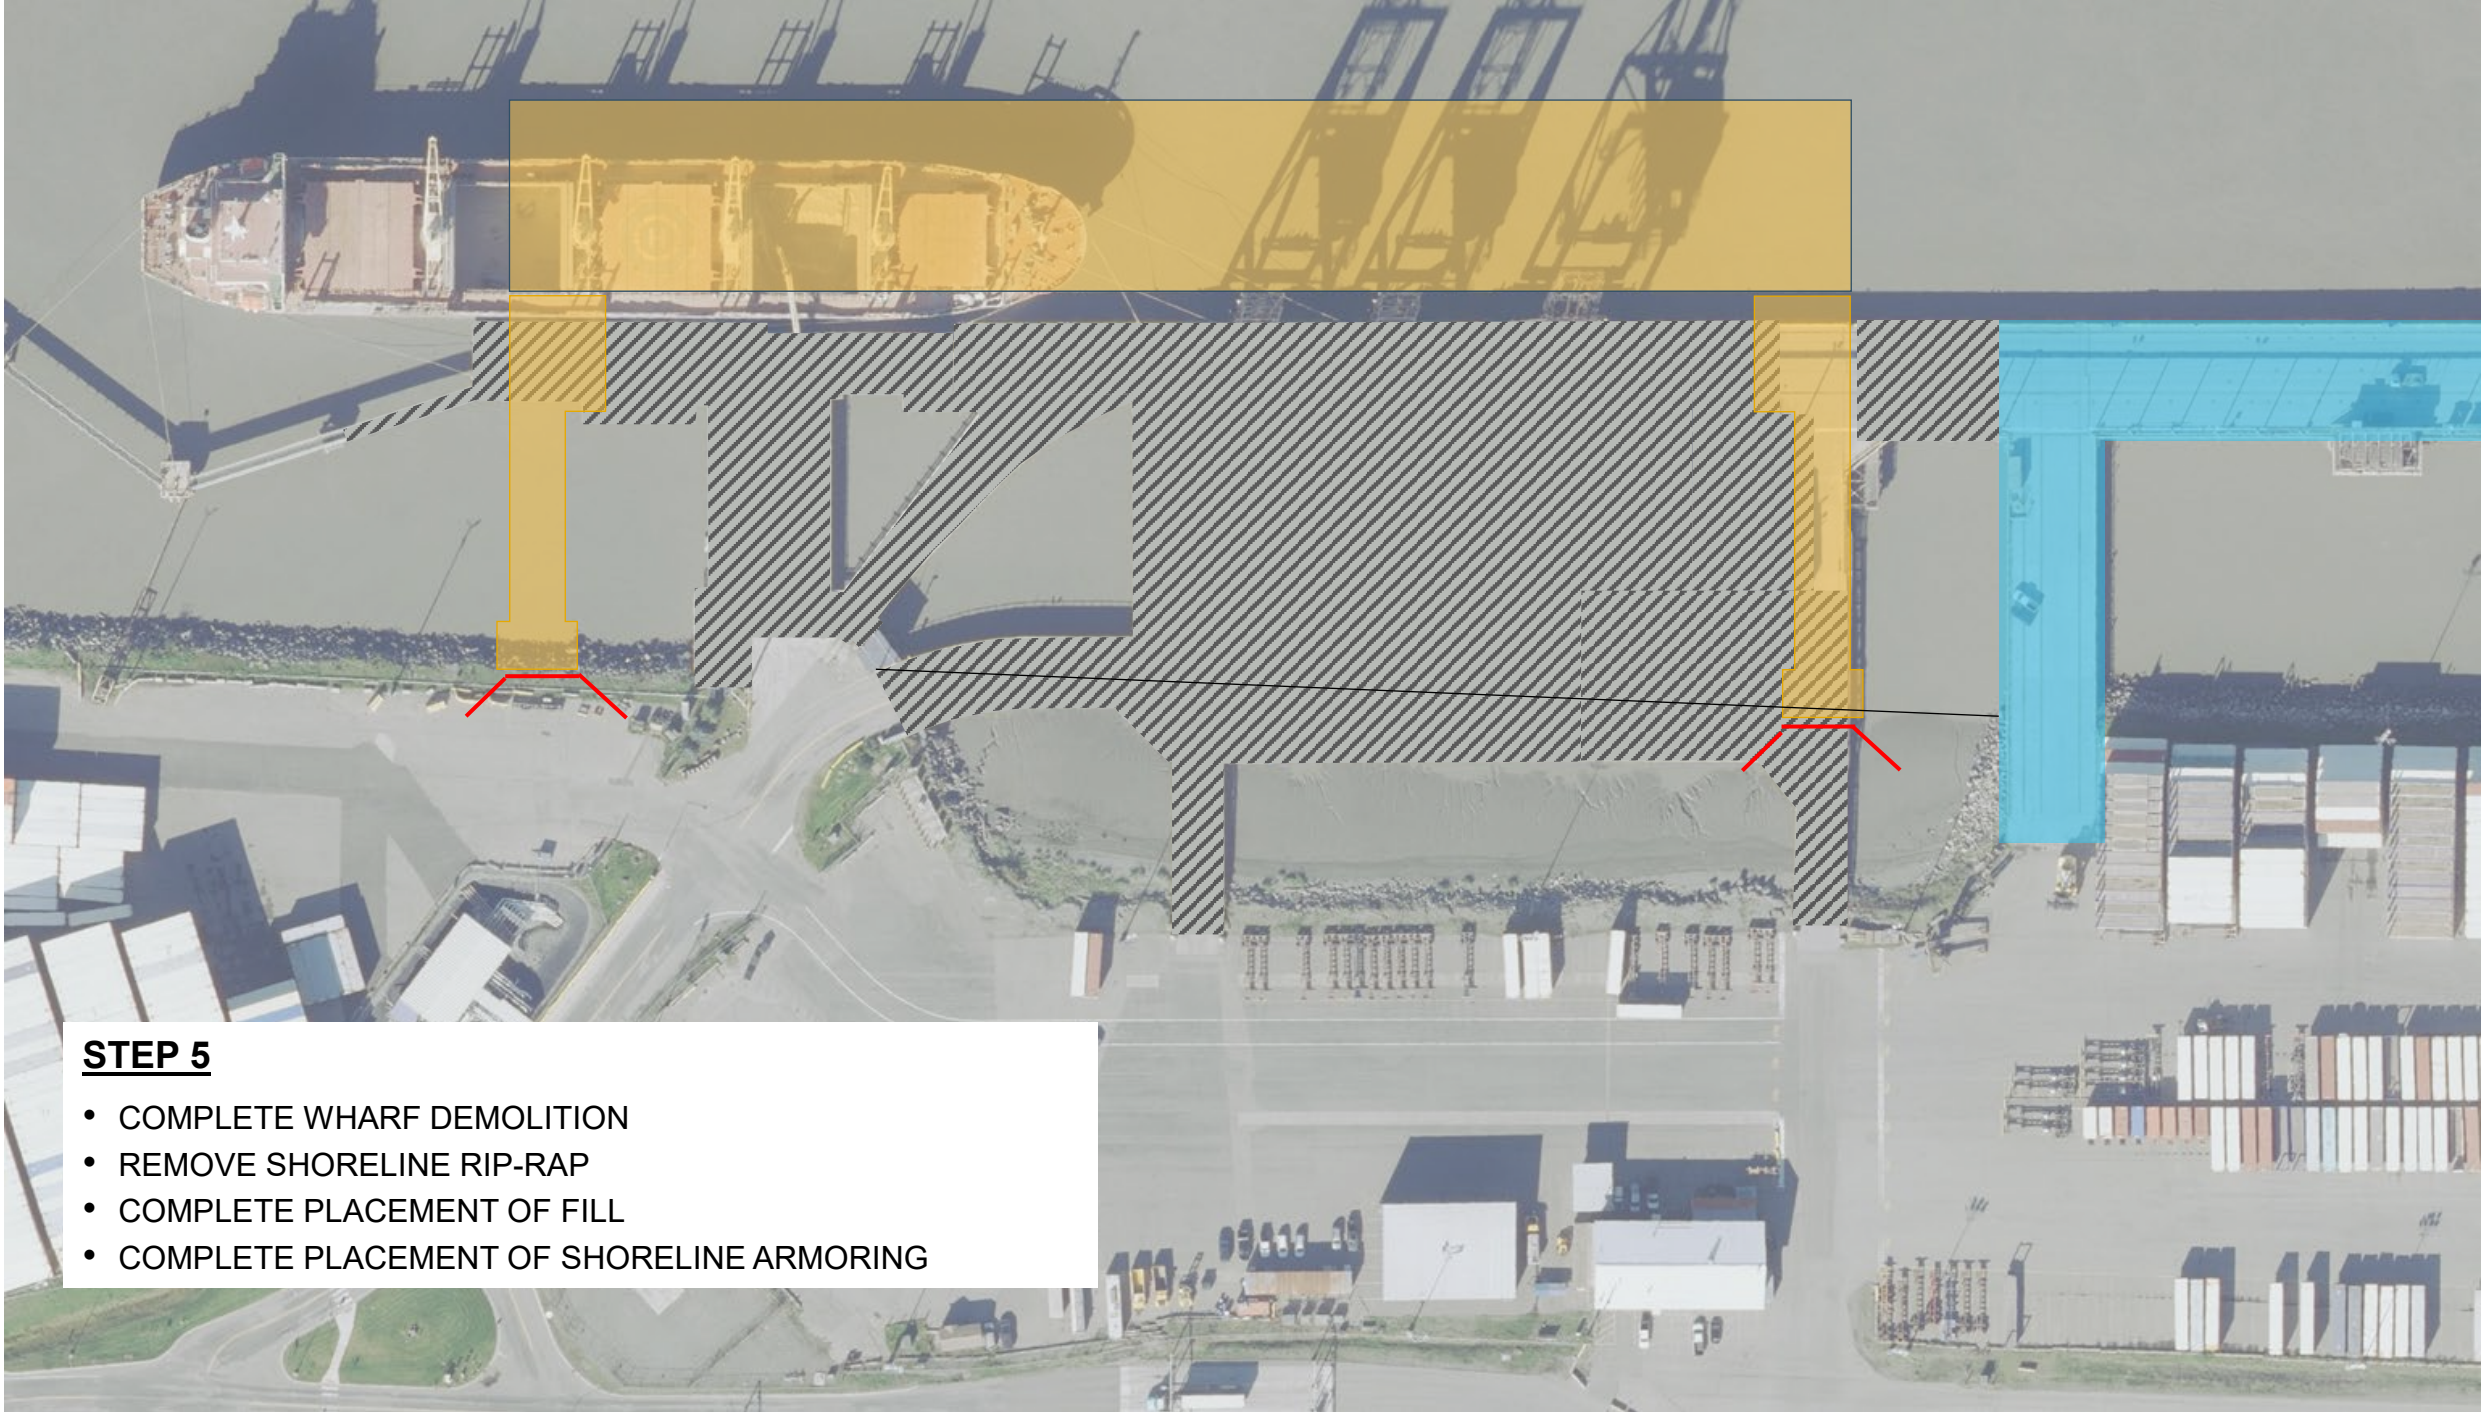 STEP 5
• COMPLETE WHARF DEMOLITION
• REMOVE SHORELINE RIP-RAP
• COMPLETE PLACEMENT OF FILL
• COMPLETE PLACEMENT OF SHORELINE ARMORING